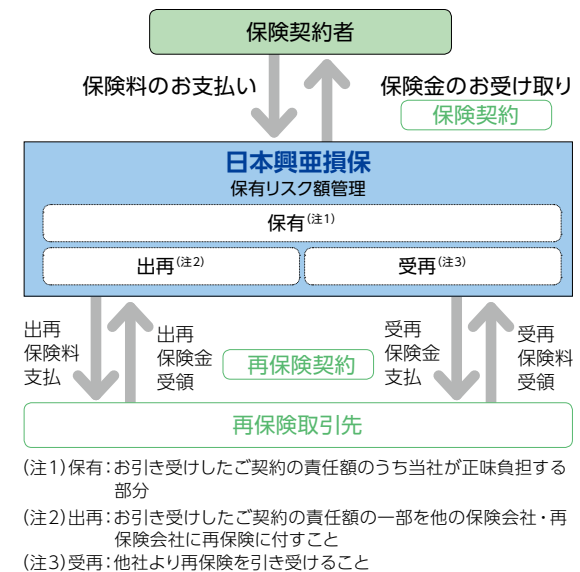 保険契約者
保険料のお支払い
保険金のお受け取り
保険契約
日本興亜損保
保有リスク額管理
保有(注1)
出再(注2)
受再(注3)
出再
保険料
支払
出再
保険金
受領
再保険契約
受再
保険金
支払
受再
保険料
受領
再保険取引先
(注1)保有:お引き受けしたご契約の責任額のうち当社が正味負担する
部分
(注2)出再:お引き受けしたご契約の責任額の一部を他の保険会社・再
保険会社に再保険に付すこと
(注3)受再:他社より再保険を引き受けること